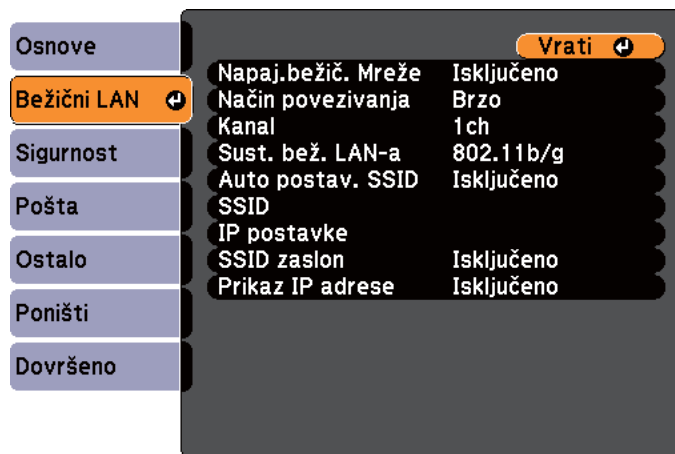 Osnove
Bežični LAN
Sigurnost
Pošta
Ostalo
Poništi
Dovršeno
Vrati
Napaj.bežič. Mreže Isključeno
Način povezivanja Brzo
Kanal 1ch
Sust. bež. LAN-a 802.11b/g
Auto postav. SSID Isključeno
SSID
IP postavke
SSID zaslon Isključeno
Prikaz IP adrese Isključeno